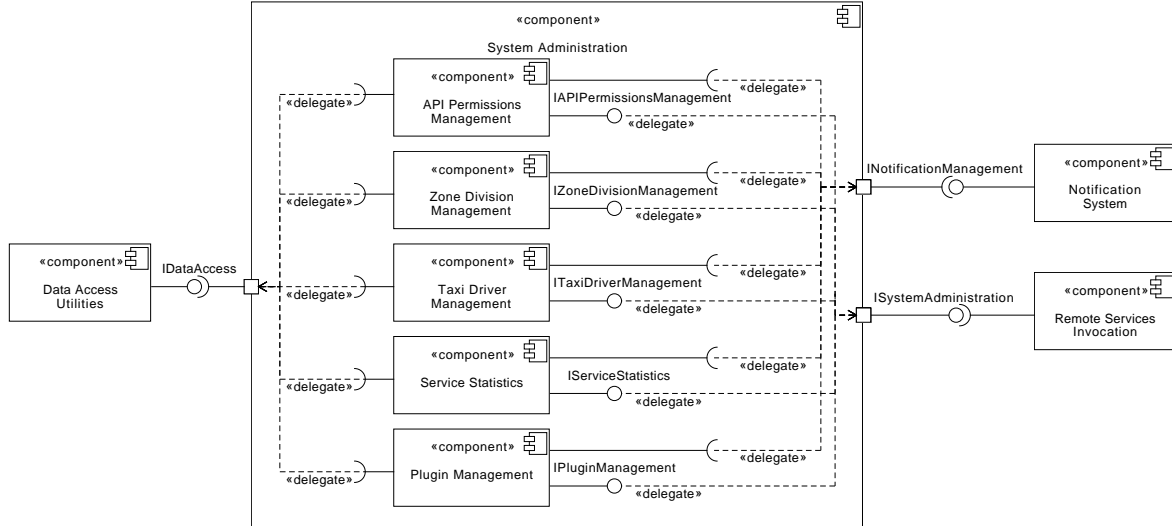 «component»
System Administration
«component»
API Permissions
Management
«delegate»
«delegate»
IAPIPermissionsManagement
«delegate»
«component»
Zone Division
Management
«delegate»
«delegate»
IZoneDivisionManagement
«delegate»
«component»
Taxi Driver
Management
«delegate»
«delegate»
ITaxiDriverManagement
«delegate»
«component»
Service Statistics
«delegate»
«delegate»
IServiceStatistics
«delegate»
«component»
Plugin Management
«delegate»
«delegate»
IPluginManagement
«delegate»
«component»
Data Access
Utilities
IDataAccess
INotificationManagement
«component»
Notification
System
ISystemAdministration
«component»
Remote Services
Invocation